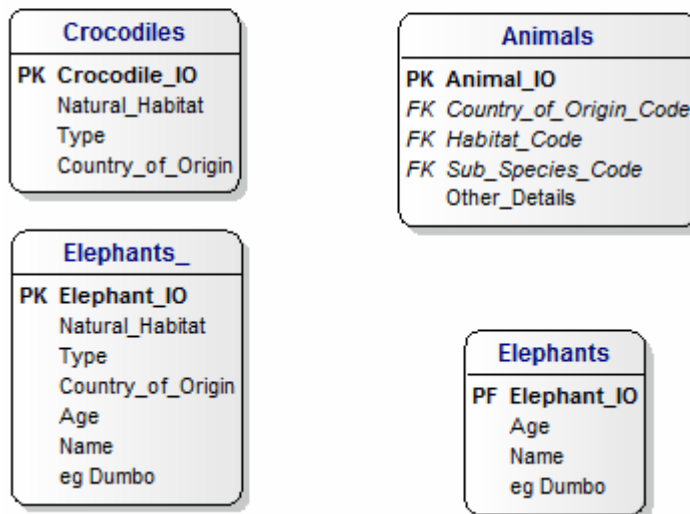 Crocodiles
PK Crocodile_IO
Natural_Habitat
Type
Country_of_Origin
Animals
PK Animal_IO
FK Country_of_Origin_Code
FK Habitat_Code
FK Sub_Species_Code
Other_Details
Elephants_
PK Elephant_IO
Natural_Habitat
Type
Country_of_Origin
Age
Name
eg Dumbo
Elephants
PF Elephant_IO
Age
Name
eg Dumbo